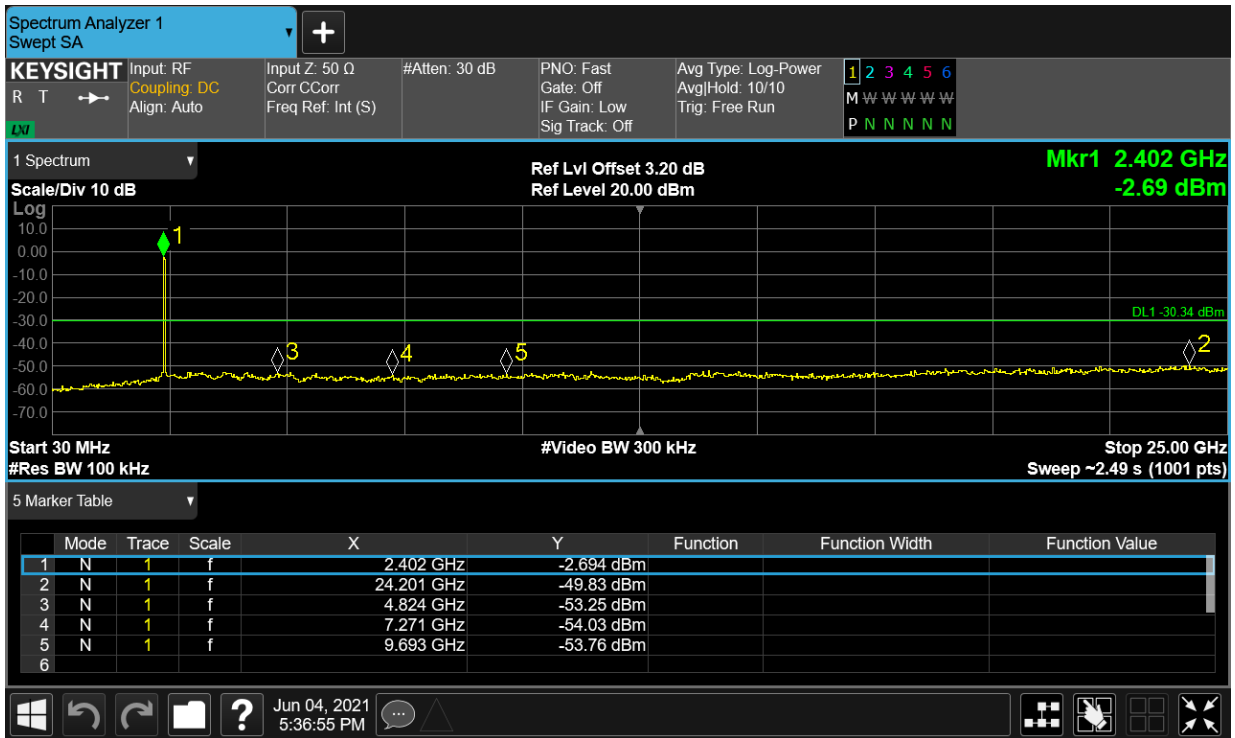 Spectrum Analyzer 1
Swept SA
KEYSIGHT
R T
LXI
Input: RF
Coupling: DC
Align: Auto
Input Z: 50 Ω
Corr CCorr
Freq Ref: Int (S)
#Atten: 30 dB
PNO: Fast
Gate: Off
IF Gain: Low
Sig Track: Off
Avg Type: Log-Power
Avg|Hold: 10/10
Trig: Free Run
1 2 3 4 5 6
M W W W W W
P N N N N N
1 Spectrum
Scale/Div 10 dB
Ref Lvl Offset 3.20 dB
Ref Level 20.00 dBm
Mkr1 2.402 GHz
-2.69 dBm
Log
10.0
0.00
-10.0
-20.0
-30.0
-40.0
-50.0
-60.0
-70.0
1
DL1 -30.34 dBm
3
4
5
2
Start 30 MHz
#Video BW 300 kHz
Stop 25.00 GHz
#Res BW 100 kHz
Sweep ~2.49 s (1001 pts)
5 Marker Table
Mode Trace Scale X Y Function Function Width Function Value
1 N 1 f 2.402 GHz -2.694 dBm
2 N 1 f 24.201 GHz -49.83 dBm
3 N 1 f 4.824 GHz -53.25 dBm
4 N 1 f 7.271 GHz -54.03 dBm
5 N 1 f 9.693 GHz -53.76 dBm
6
?
Jun 04, 2021
5:36:55 PM